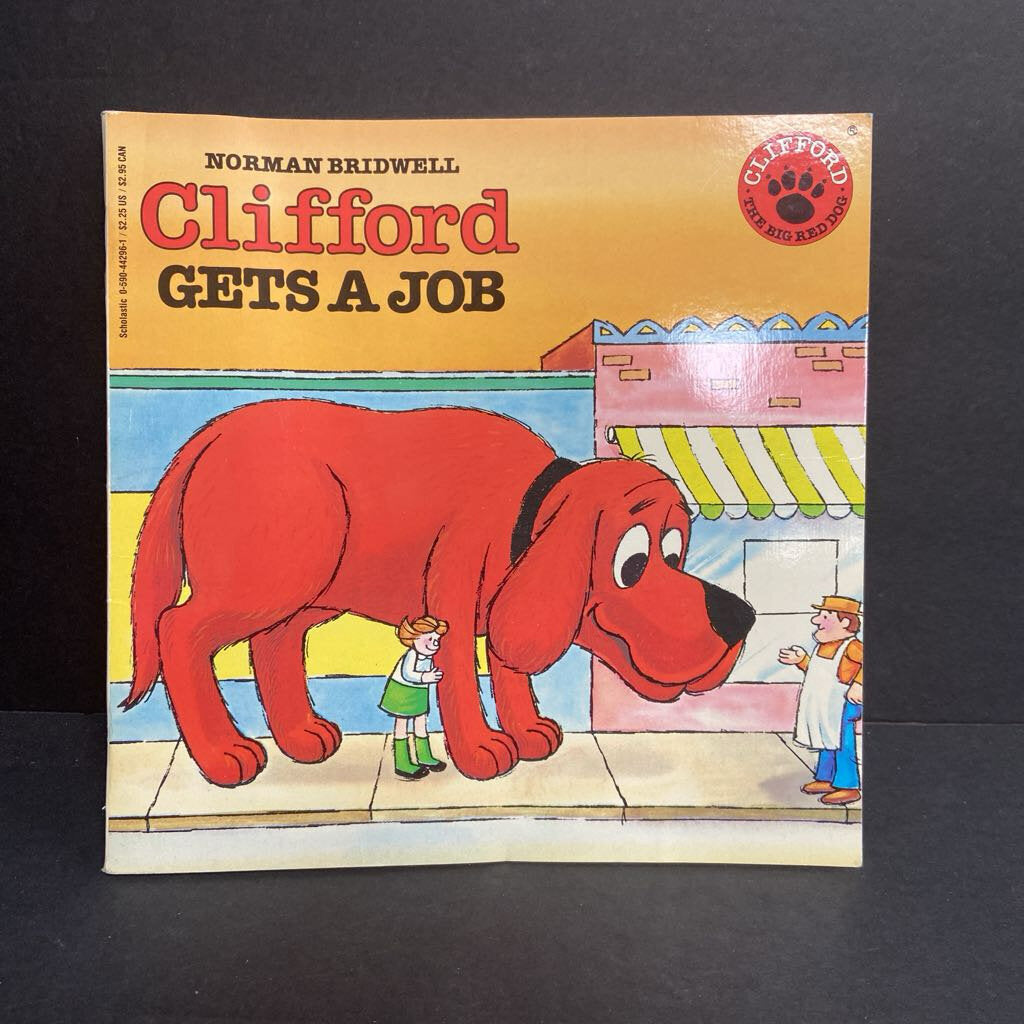 NORMAN BRIDWELL
Clifford
GETS A JOB
Scholastic 0-590-44296-1 / $2.25 US / $2.95 CAN
CLIFFORD
· THE BIG RED DOG ·
®